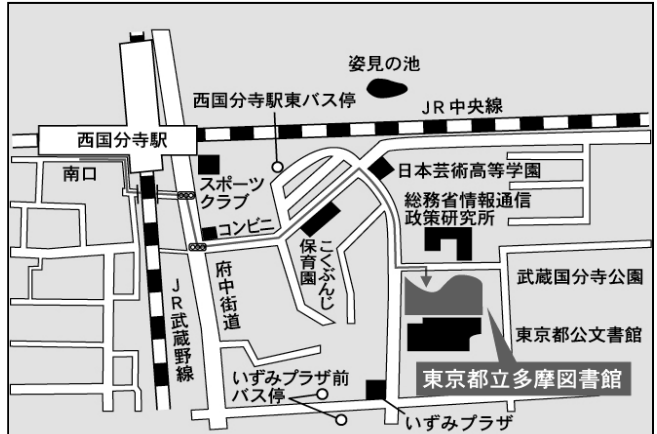 姿見の池
西国分寺駅東バス停
JR中央線
西国分寺駅
南口
スポーツ
クラブ
日本芸術高等学園
総務省情報通信
政策研究所
コンビニ
こくぶんじ
保育園
府中街道
JR武蔵野線
武蔵国分寺公園
東京都公文書館
東京都立多摩図書館
いずみプラザ前
バス停
いずみプラザ